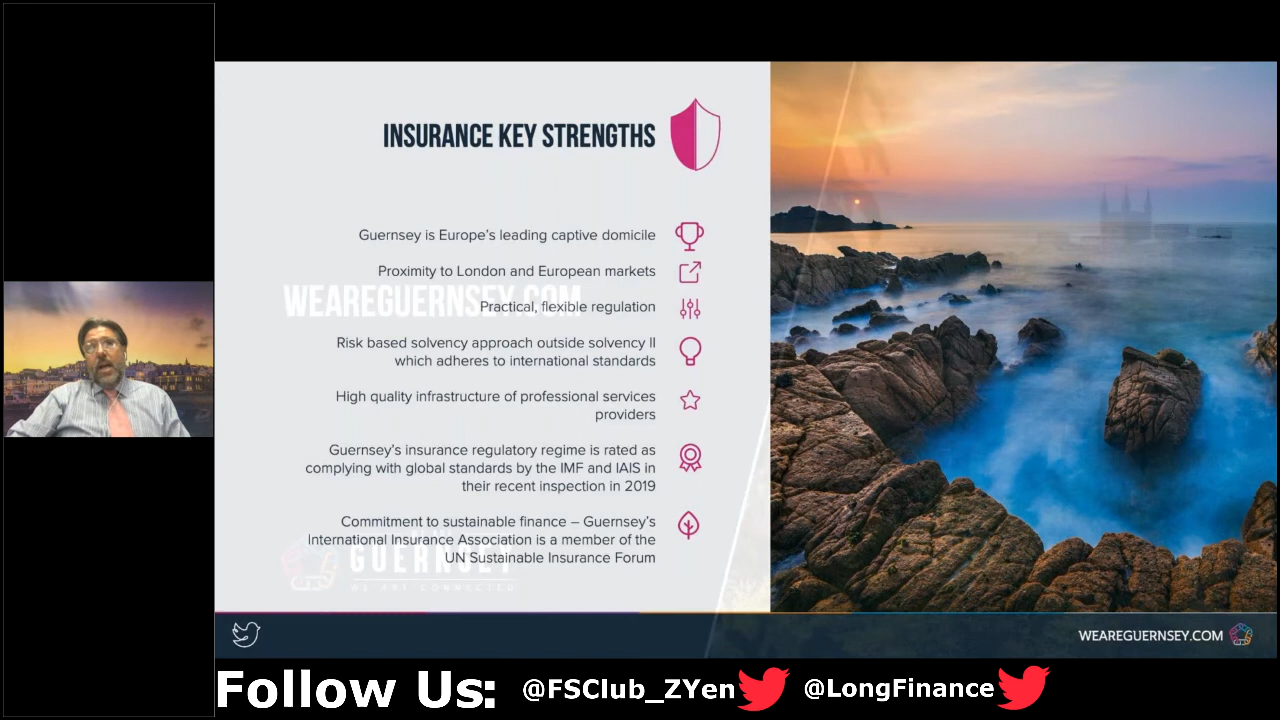 INSURANCE KEY STRENGTHS
Guernsey is Europe's leading captive domicile
Proximity to London and European markets
WEAREGUERNSEY.COM
Practical, flexible regulation
Risk based solvency approach outside solvency II
which adheres to international standards
High quality infrastructure of professional services
providers
Guernsey's insurance regulatory regime is rated as
complying with global standards by the IMF and IAIS in
their recent inspection in 2019
Commitment to sustainable finance – Guernsey's
International Insurance Association is a member of the
UN Sustainable Insurance Forum
GUERNSEY
WE ARE CONNECTED
WEAREGUERNSEY.COM
Follow Us: @FSClub_ZYen @LongFinance